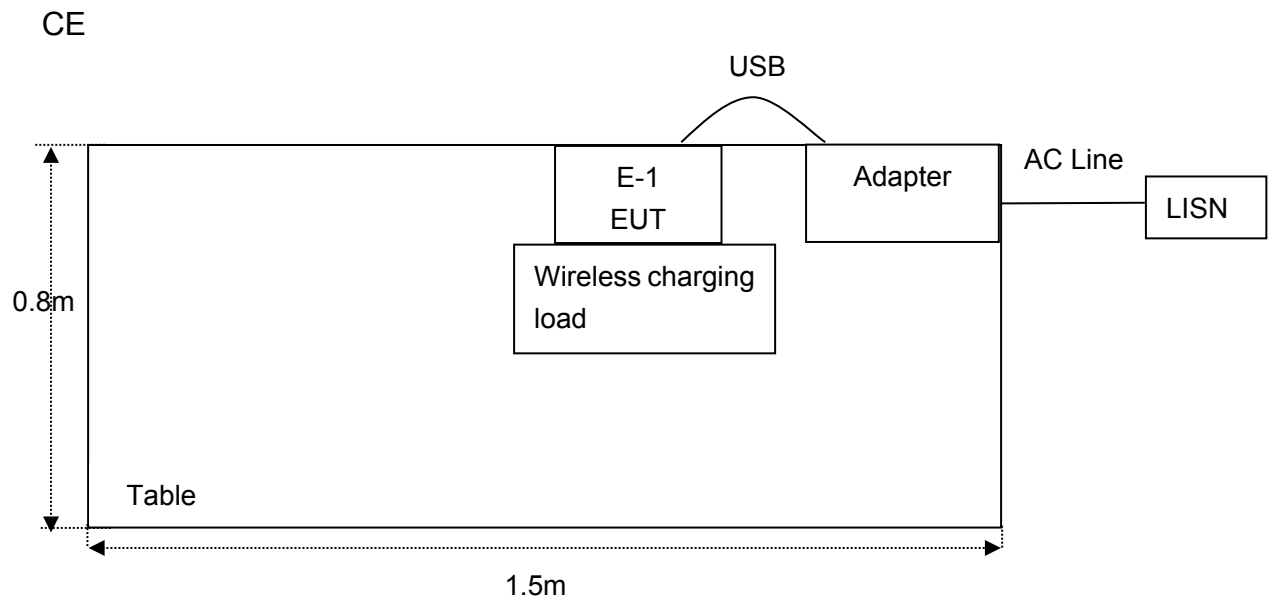 CE
USB
E-1
EUT
Adapter
AC Line
LISN
Wireless charging
load
0.8m
Table
1.5m